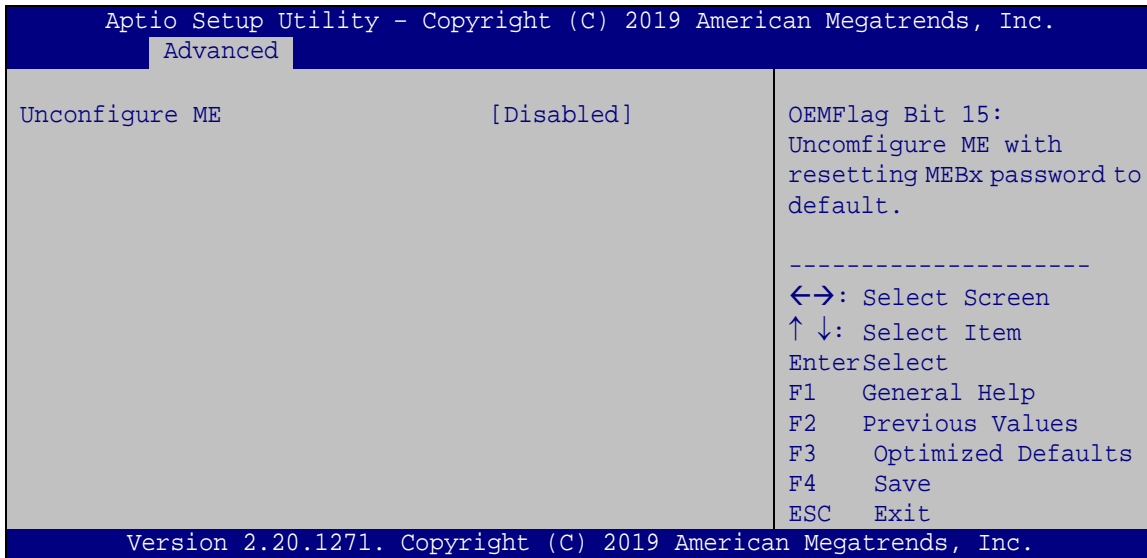 Aptio Setup Utility – Copyright (C) 2019 American Megatrends, Inc.
Advanced
Unconfigure ME [Disabled]
OEMFlag Bit 15:
Uncomfigure ME with
resetting MEBx password to
default.
---------------------
←→: Select Screen
↑ ↓: Select Item
EnterSelect
F1 General Help
F2 Previous Values
F3 Optimized Defaults
F4 Save
ESC Exit
Version 2.20.1271. Copyright (C) 2019 American Megatrends, Inc.